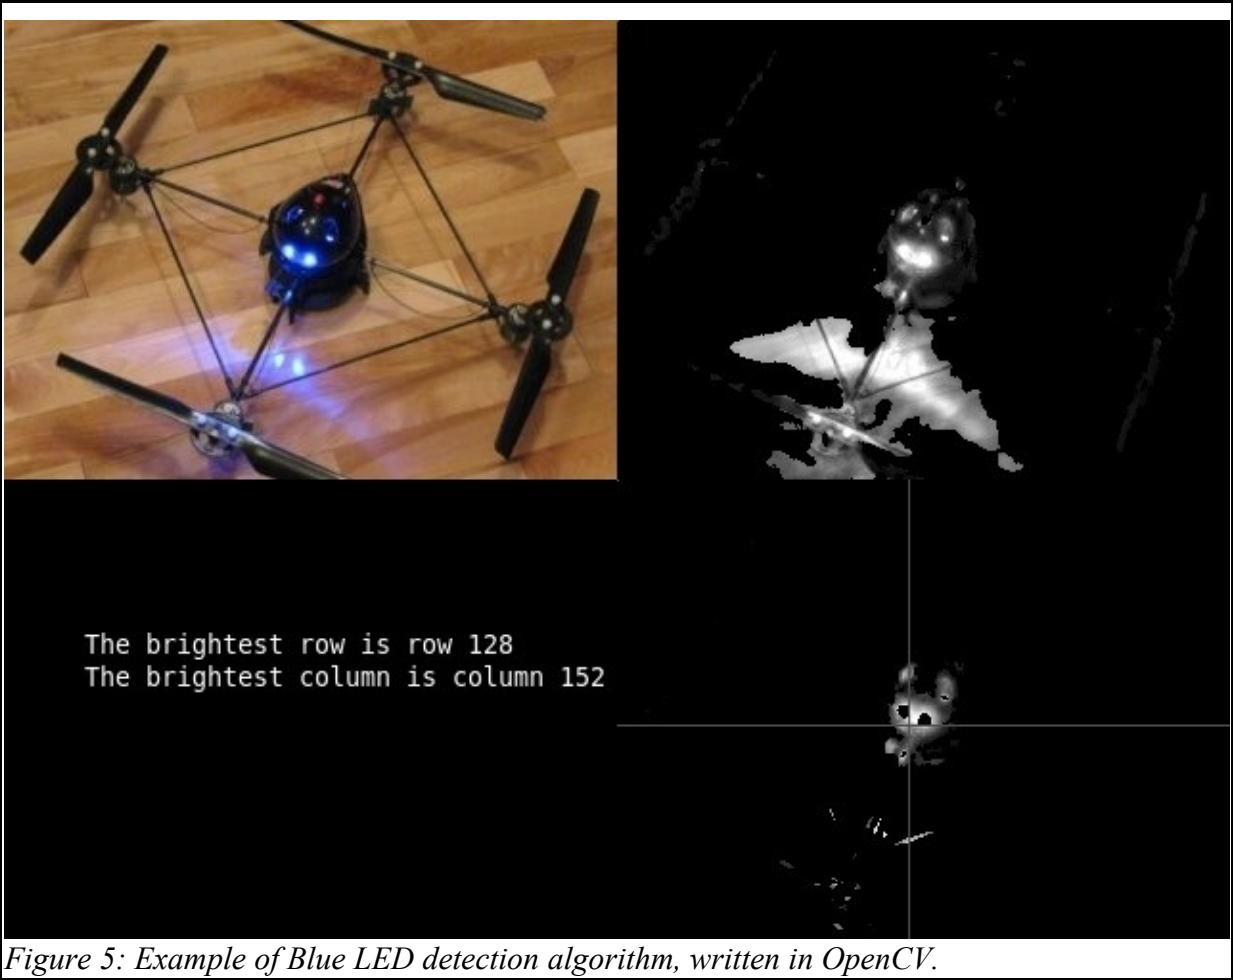 The brightest row is row 128
The brightest column is column 152
Figure 5: Example of Blue LED detection algorithm, written in OpenCV.